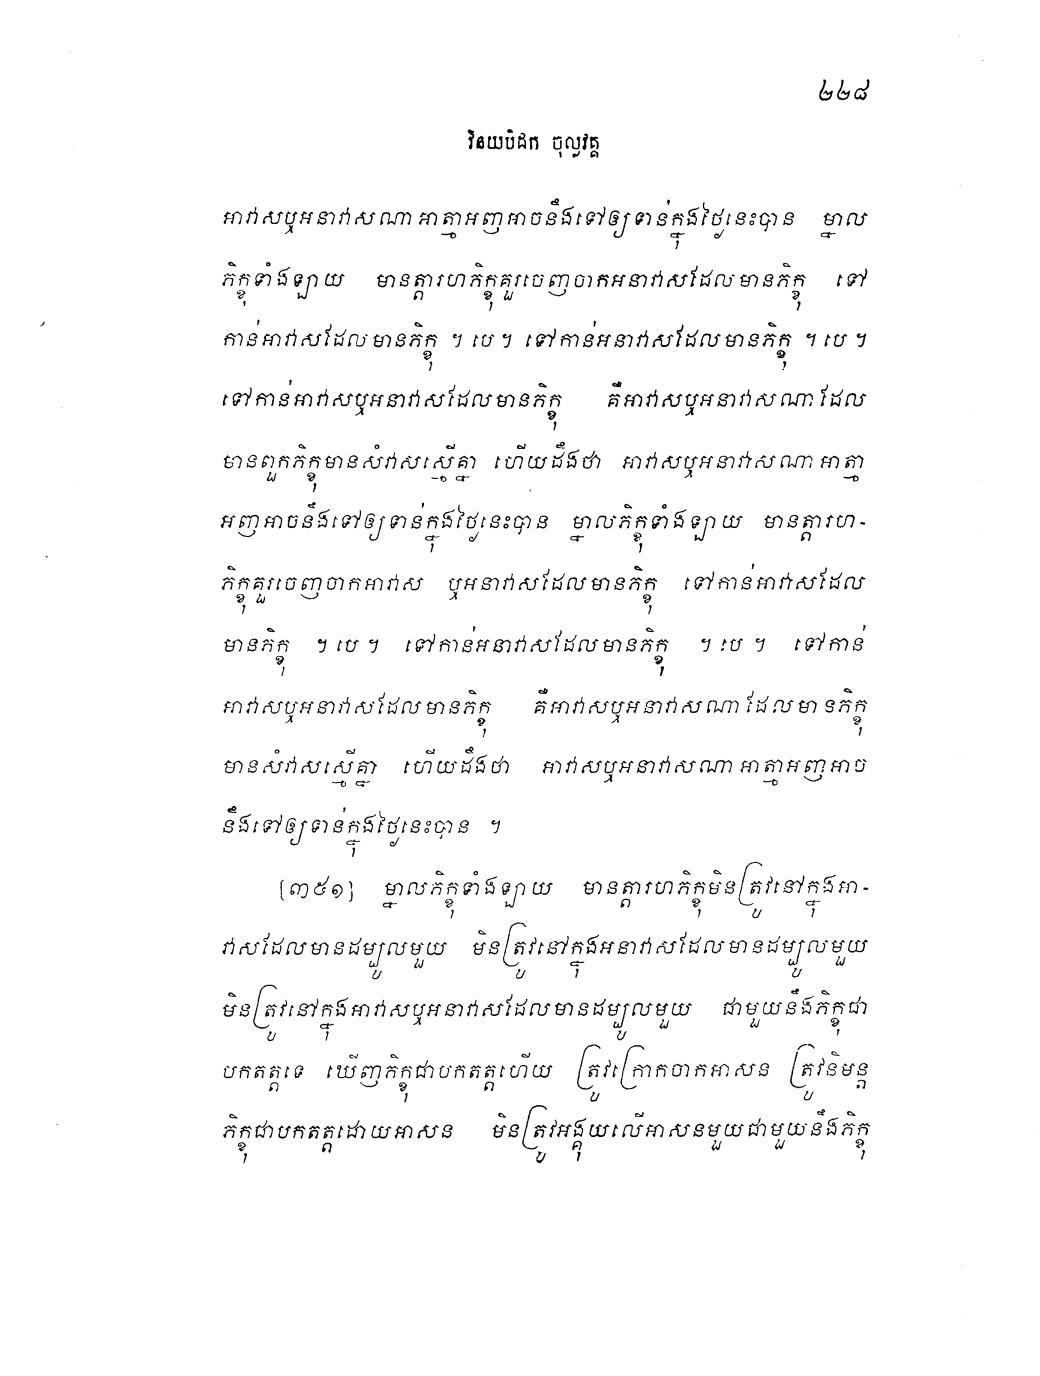 ២២៨
វិនយបិដក ចុល្លវគ្គ
អាវាសឬអនាវាសណា អាត្មាអញអាចនឹងទៅឲ្យទាន់ក្នុងថ្ងៃនេះបាន ម្នាល
ភិក្ខុទាំងឡាយ មានត្តារហភិក្ខុគួរចេញចាកអនាវាសដែលមានភិក្ខុ ទៅ
កាន់អាវាសដែលមានភិក្ខុ ។ បេ ។ ទៅកាន់អនាវាសដែលមានភិក្ខុ ។ បេ ។
ទៅកាន់អាវាសឬអនាវាសដែលមានភិក្ខុ គឺអាវាសឬអនាវាសណាដែល
មានពួកភិក្ខុមានសំវាសស្មើគ្នា ហើយដឹងថា អាវាសឬអនាវាសណា អាត្មា
អញអាចនឹងទៅឲ្យទាន់ក្នុងថ្ងៃនេះបាន ម្នាលភិក្ខុទាំងឡាយ មានត្តារហ-
ភិក្ខុគួរចេញចាកអាវាស ឬអនាវាសដែលមានភិក្ខុ ទៅកាន់អាវាសដែល
មានភិក្ខុ ។ បេ ។ ទៅកាន់អនាវាសដែលមានភិក្ខុ ។ បេ ។ ទៅកាន់
អាវាសឬអនាវាសដែលមានភិក្ខុ គឺអាវាសឬអនាវាសណាដែលមានភិក្ខុ
មានសំវាសស្មើគ្នា ហើយដឹងថា អាវាសឬអនាវាសណា អាត្មាអញអាច
នឹងទៅឲ្យទាន់ក្នុងថ្ងៃនេះបាន ។
[៣៥១] ម្នាលភិក្ខុទាំងឡាយ មានត្តារហភិក្ខុមិនត្រូវនៅក្នុងអា-
វាសដែលមានដម្បូលមួយ មិនត្រូវនៅក្នុងអនាវាសដែលមានដម្បូលមួយ
មិនត្រូវនៅក្នុងអាវាសឬអនាវាសដែលមានដម្បូលមួយ ជាមួយនឹងភិក្ខុជា
បកតត្តទេ ឃើញភិក្ខុជាបកតត្តហើយ ត្រូវក្រោកចាកអាសនៈ ត្រូវនិមន្ត
ភិក្ខុជាបកតត្តដោយអាសនៈ មិនត្រូវអង្គុយលើអាសនមួយជាមួយនឹងភិក្ខុ